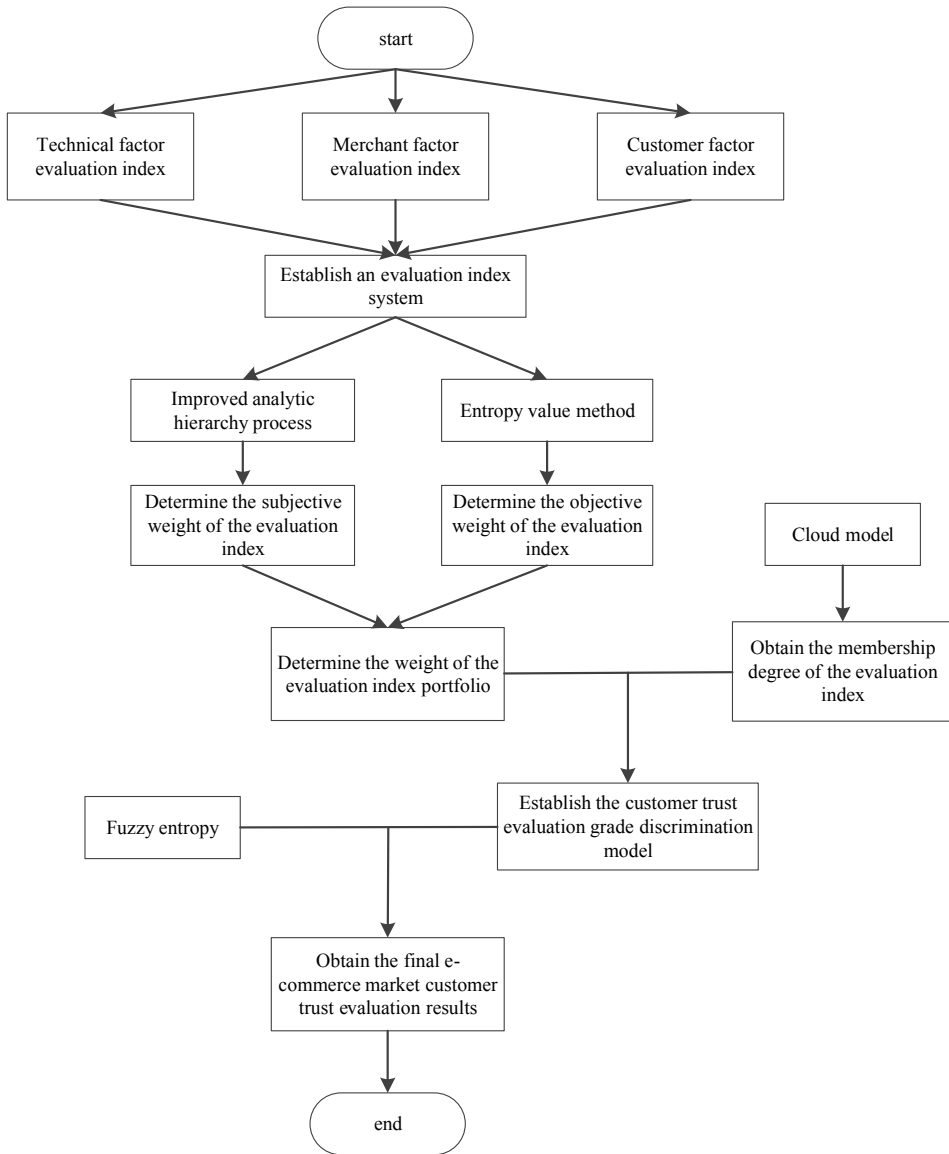 start
Technical factor
evaluation index
Merchant factor
evaluation index
Customer factor
evaluation index
Establish an evaluation index
system
Improved analytic
hierarchy process
Entropy value method
Determine the subjective
weight of the evaluation
index
Determine the objective
weight of the evaluation
index
Cloud model
Determine the weight of the
evaluation index portfolio
Obtain the membership
degree of the evaluation
index
Fuzzy entropy
Establish the customer trust
evaluation grade discrimination
model
Obtain the final e-
commerce market customer
trust evaluation results
end